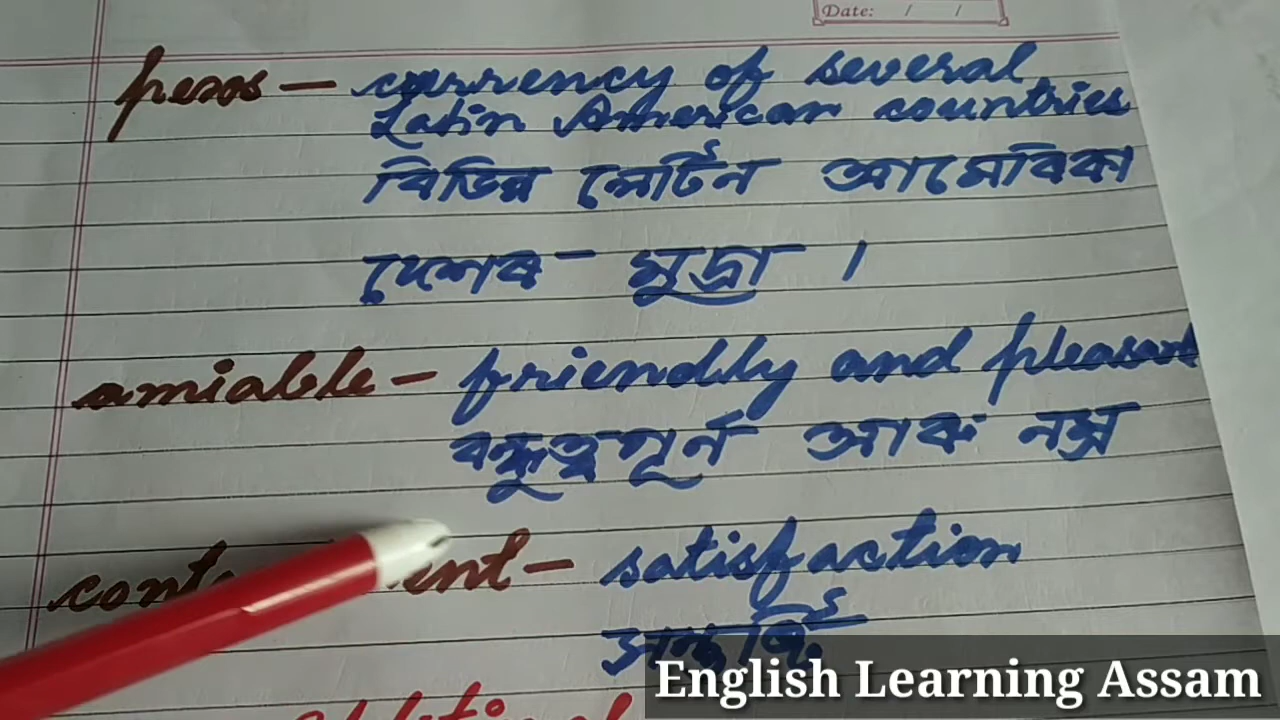 Date: / /
pesos - currency of several
Latin American countries
বিভিন্ন লেটিন আমেৰিকা
দেশৰ - মুদ্ৰা ।
amiable - friendly and pleasant
বন্ধুত্বপূৰ্ন আৰু নম্ৰ
satisfaction
সন্তুষ্টি
English Learning Assam